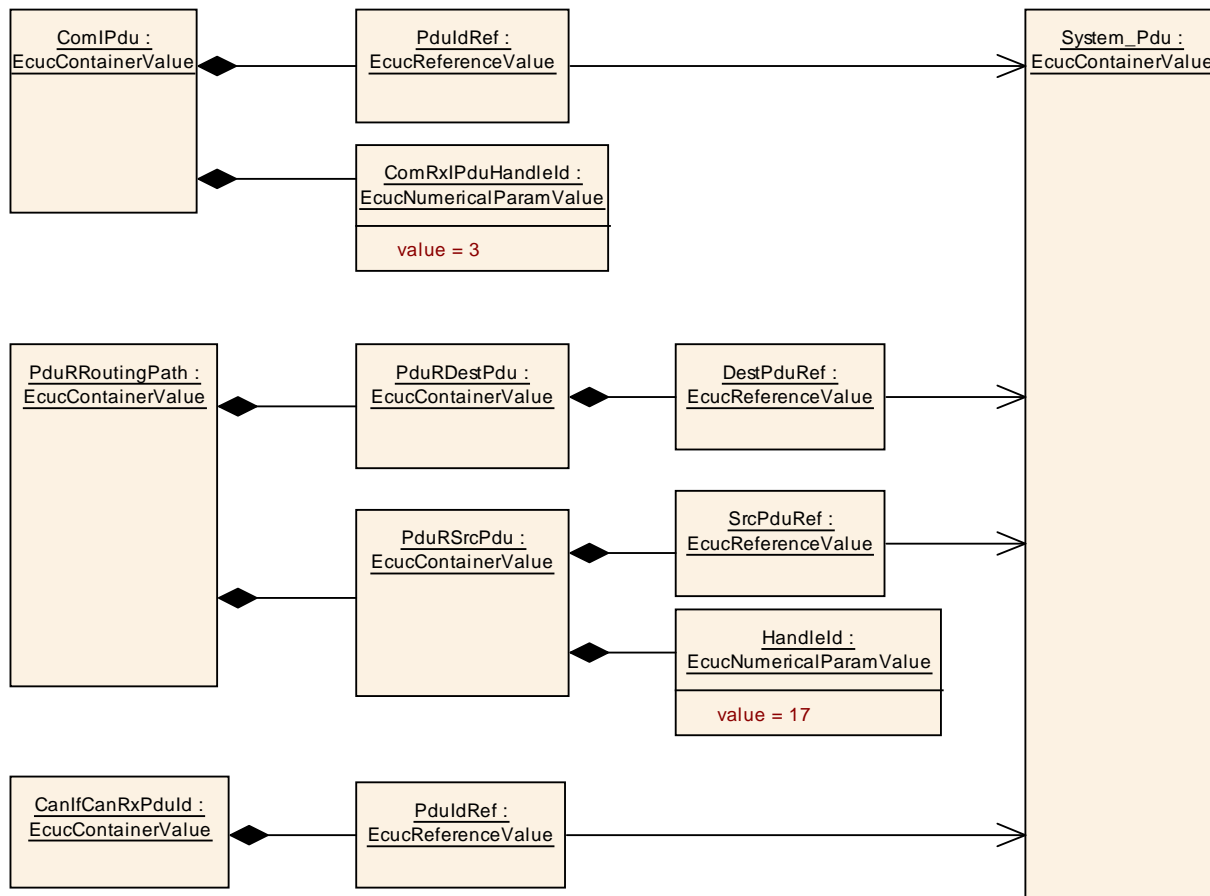 ComIPdu :
EcucContainerValue
PduIdRef :
EcucReferenceValue
System_Pdu :
EcucContainerValue
ComRxIPduHandleId :
EcucNumericalParamValue
value = 3
PduRRoutingPath :
EcucContainerValue
PduRDestPdu :
EcucContainerValue
DestPduRef :
EcucReferenceValue
PduRSrcPdu :
EcucContainerValue
SrcPduRef :
EcucReferenceValue
HandleId :
EcucNumericalParamValue
value = 17
CanIfCanRxPduId :
EcucContainerValue
PduIdRef :
EcucReferenceValue